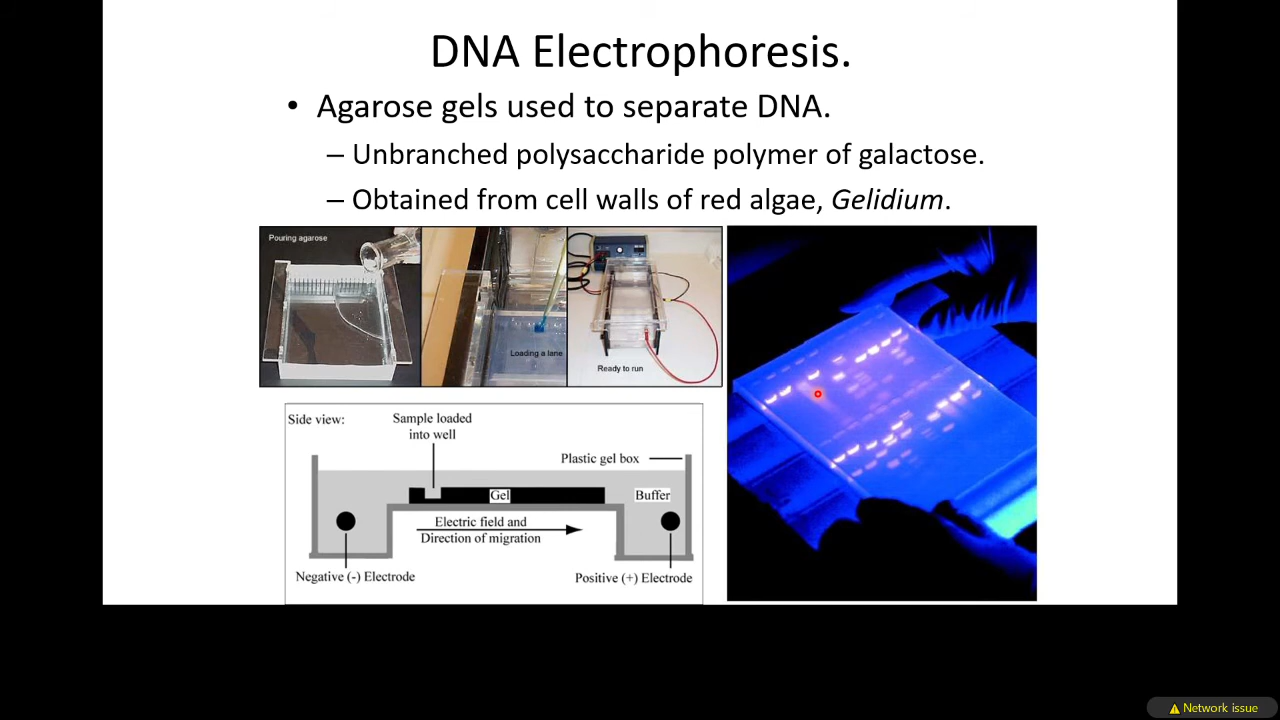 DNA Electrophoresis.
• Agarose gels used to separate DNA.
– Unbranched polysaccharide polymer of galactose.
– Obtained from cell walls of red algae, Gelidium.
Pouring agarose
Loading a lane
Ready to run
Side view:
Sample loaded
into well
Plastic gel box
Gel
Buffer
Electric field and
Direction of migration
Negative (-) Electrode
Positive (+) Electrode
Network issue